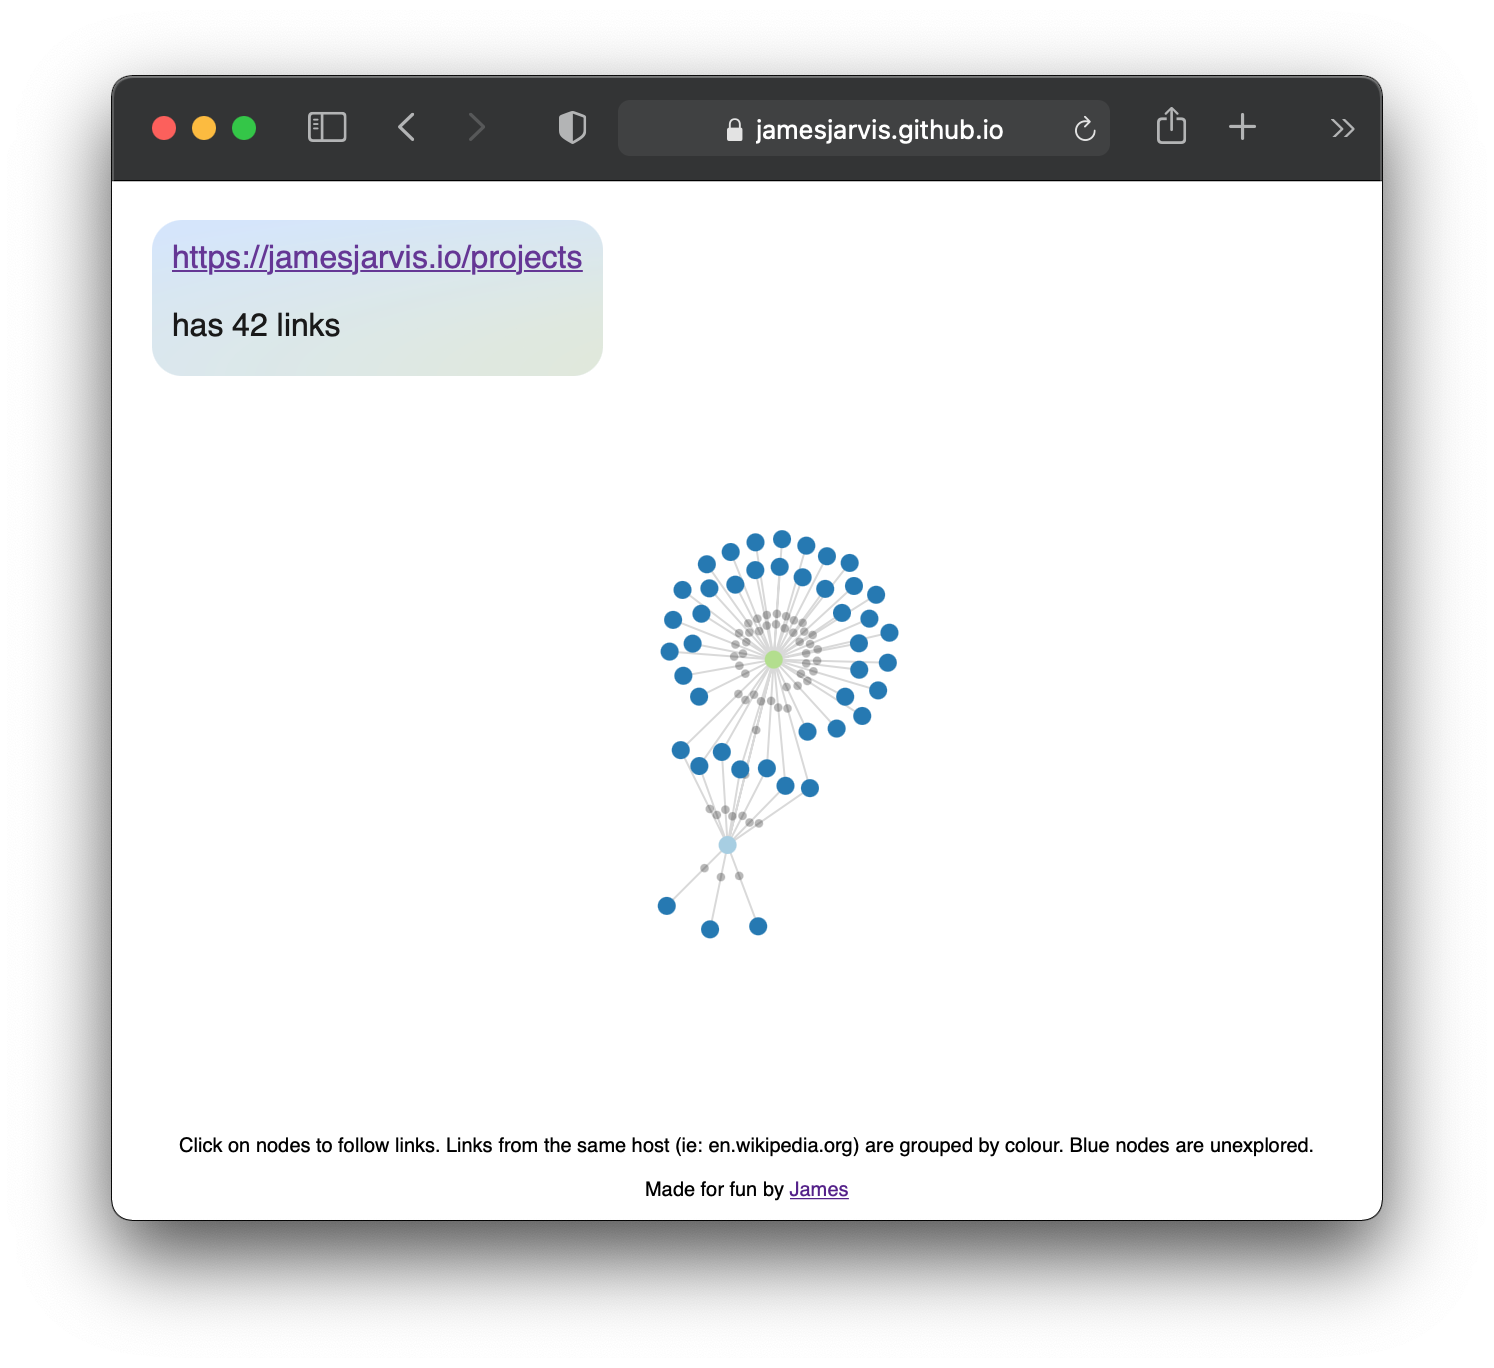 jamesjarvis.github.io
https://jamesjarvis.io/projects
has 42 links
Click on nodes to follow links. Links from the same host (ie: en.wikipedia.org) are grouped by colour. Blue nodes are unexplored.
Made for fun by James